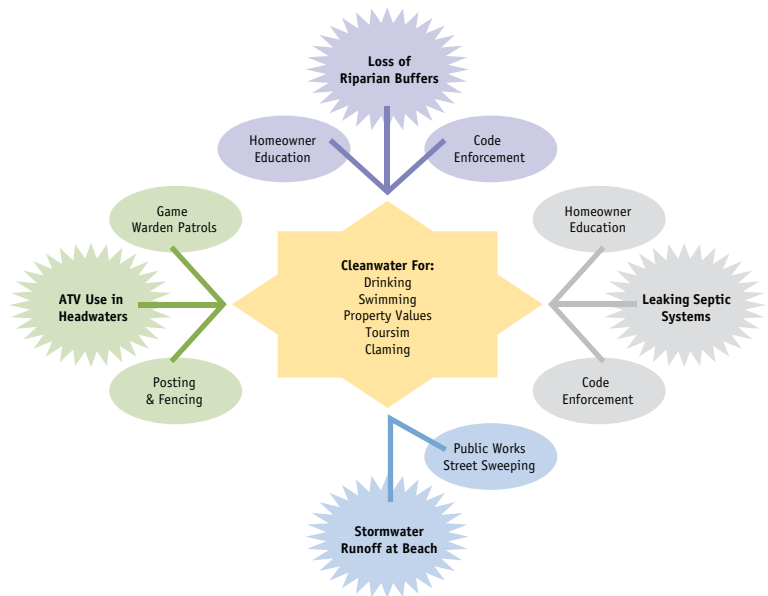 Loss of
Riparian Buffers
Homeowner
Education
Code
Enforcement
Game
Warden Patrols
Homeowner
Education
ATV Use in
Headwaters
Cleanwater For:
Drinking
Swimming
Property Values
Toursim
Claming
Leaking Septic
Systems
Posting
& Fencing
Code
Enforcement
Public Works
Street Sweeping
Stormwater
Runoff at Beach